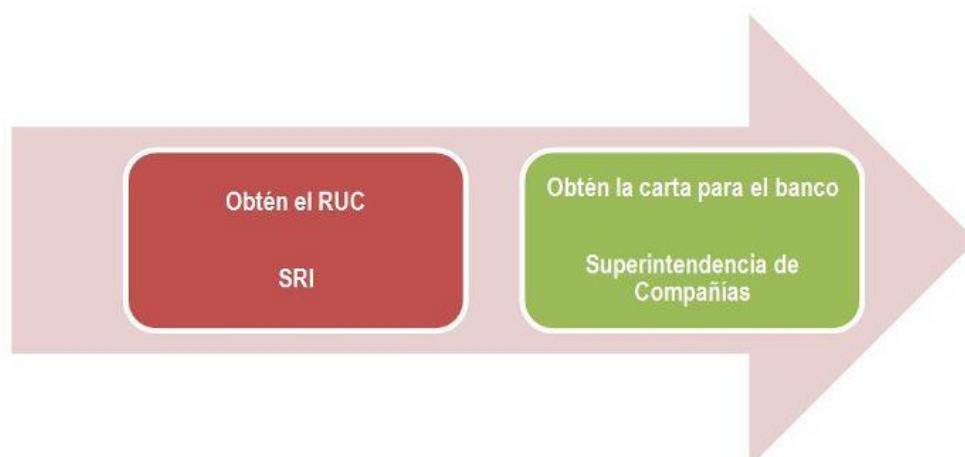 Obtén el RUC
SRI
Obtén la carta para el banco
Superintendencia de
Compañías